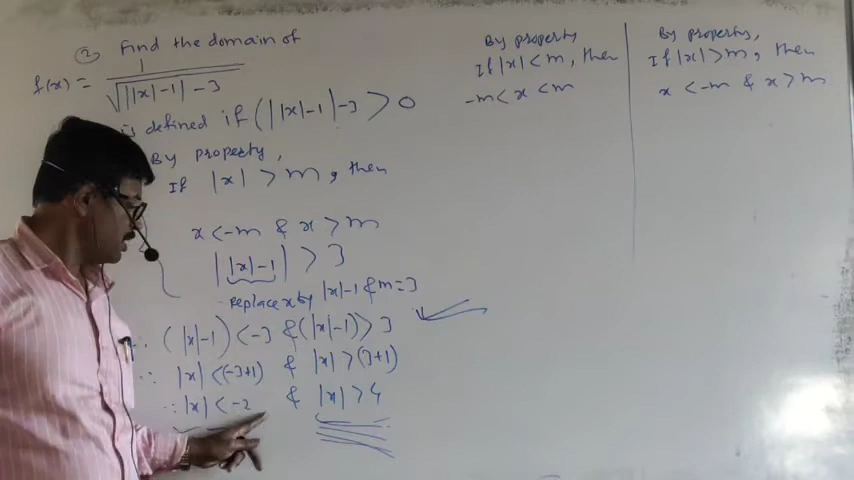 ② Find the domain of
f(x) = 1 / √(||x|-1| - 3)
is defined if (||x|-1| - 3 > 0
By property,
If |x| > m, then
x < -m & x > m
||x|-1| > 3
replace x by |x|-1 & m=3
∴ (|x|-1) < -3 & (|x|-1) > 3
∴ |x| < (-3+1) & |x| > (3+1)
∴ |x| < -2 & |x| > 4
By property
If |x| < m, then
-m < x < m
By property,
If |x| > m, then
x < -m & x > m